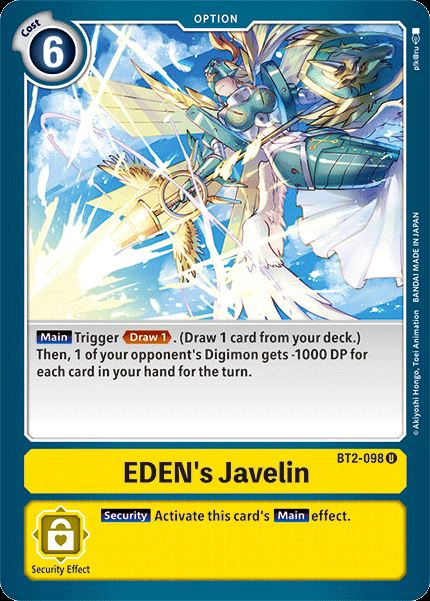 OPTION
Cost
6
plk@ru
Main Trigger Draw 1. (Draw 1 card from your deck.)
Then, 1 of your opponent's Digimon gets -1000 DP for
each card in your hand for the turn.
©Akiyoshi Hongo, Toei Animation BANDAI MADE IN JAPAN
BT2-098 U
EDEN's Javelin
Security Activate this card's Main effect.
Security Effect